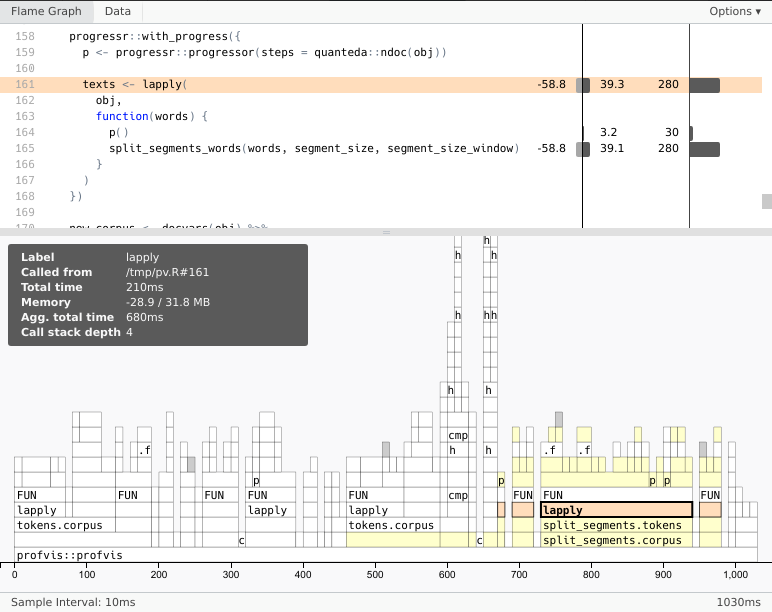 Flame Graph Data Options ▾
158 progressr::with_progress({
159 p <- progressr::progressor(steps = quanteda::ndoc(obj))
160
161 texts <- lapply( -58.8 39.3 280
162 obj,
163 function(words) {
164 p() 3.2 30
165 split_segments_words(words, segment_size, segment_size_window) -58.8 39.1 280
166 }
167 )
168 })
169
170 new_corpus <- docvars(obj) %>%
Label lapply
Called from /tmp/pv.R#161
Total time 210ms
Memory -28.9 / 31.8 MB
Agg. total time 680ms
Call stack depth 4
h
h h
h hh
h h
cmp
.f h h .f .f
p p p p
FUN FUN FUN FUN FUN cmp FUN FUN FUN
lapply lapply lapply lapply
tokens.corpus tokens.corpus split_segments.tokens
c c split_segments.corpus
profvis::profvis
0 100 200 300 400 500 600 700 800 900 1,000
Sample Interval: 10ms 1030ms